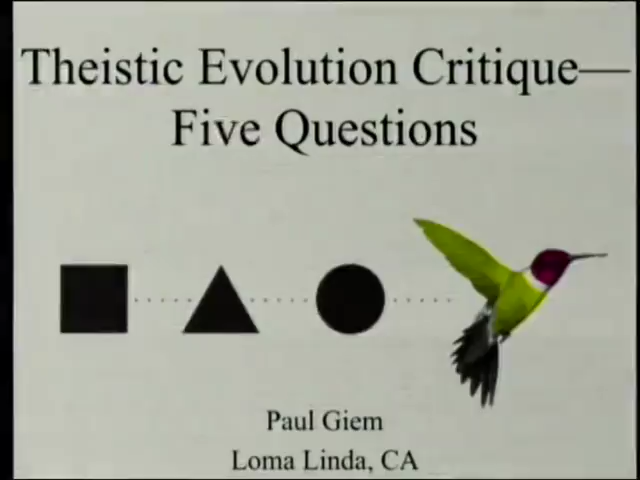 Theistic Evolution Critique—
Five Questions
Paul Giem
Loma Linda, CA